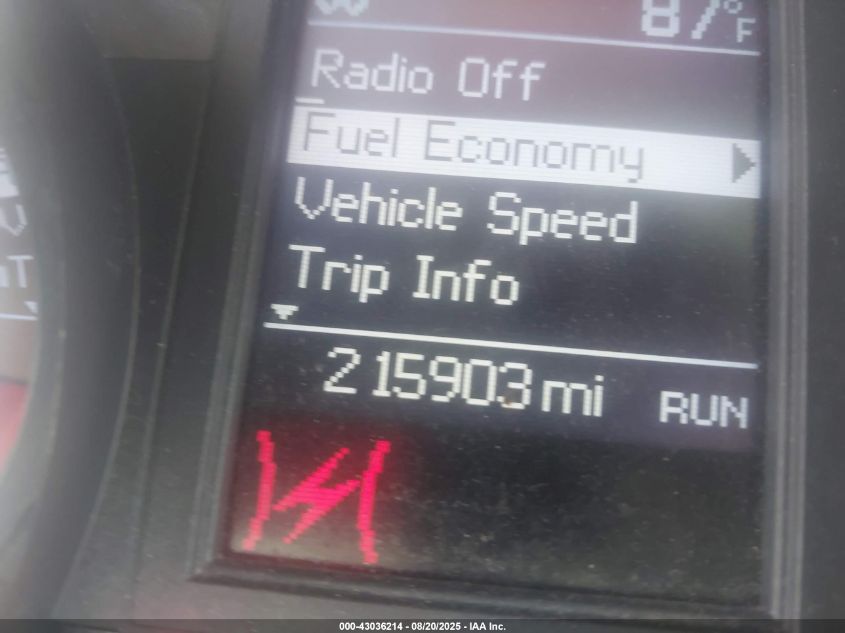 87°F
Radio Off
Fuel Economy
Vehicle Speed
Trip Info
215903 mi RUN
000-43036214 - 08/20/2025 - IAA Inc.